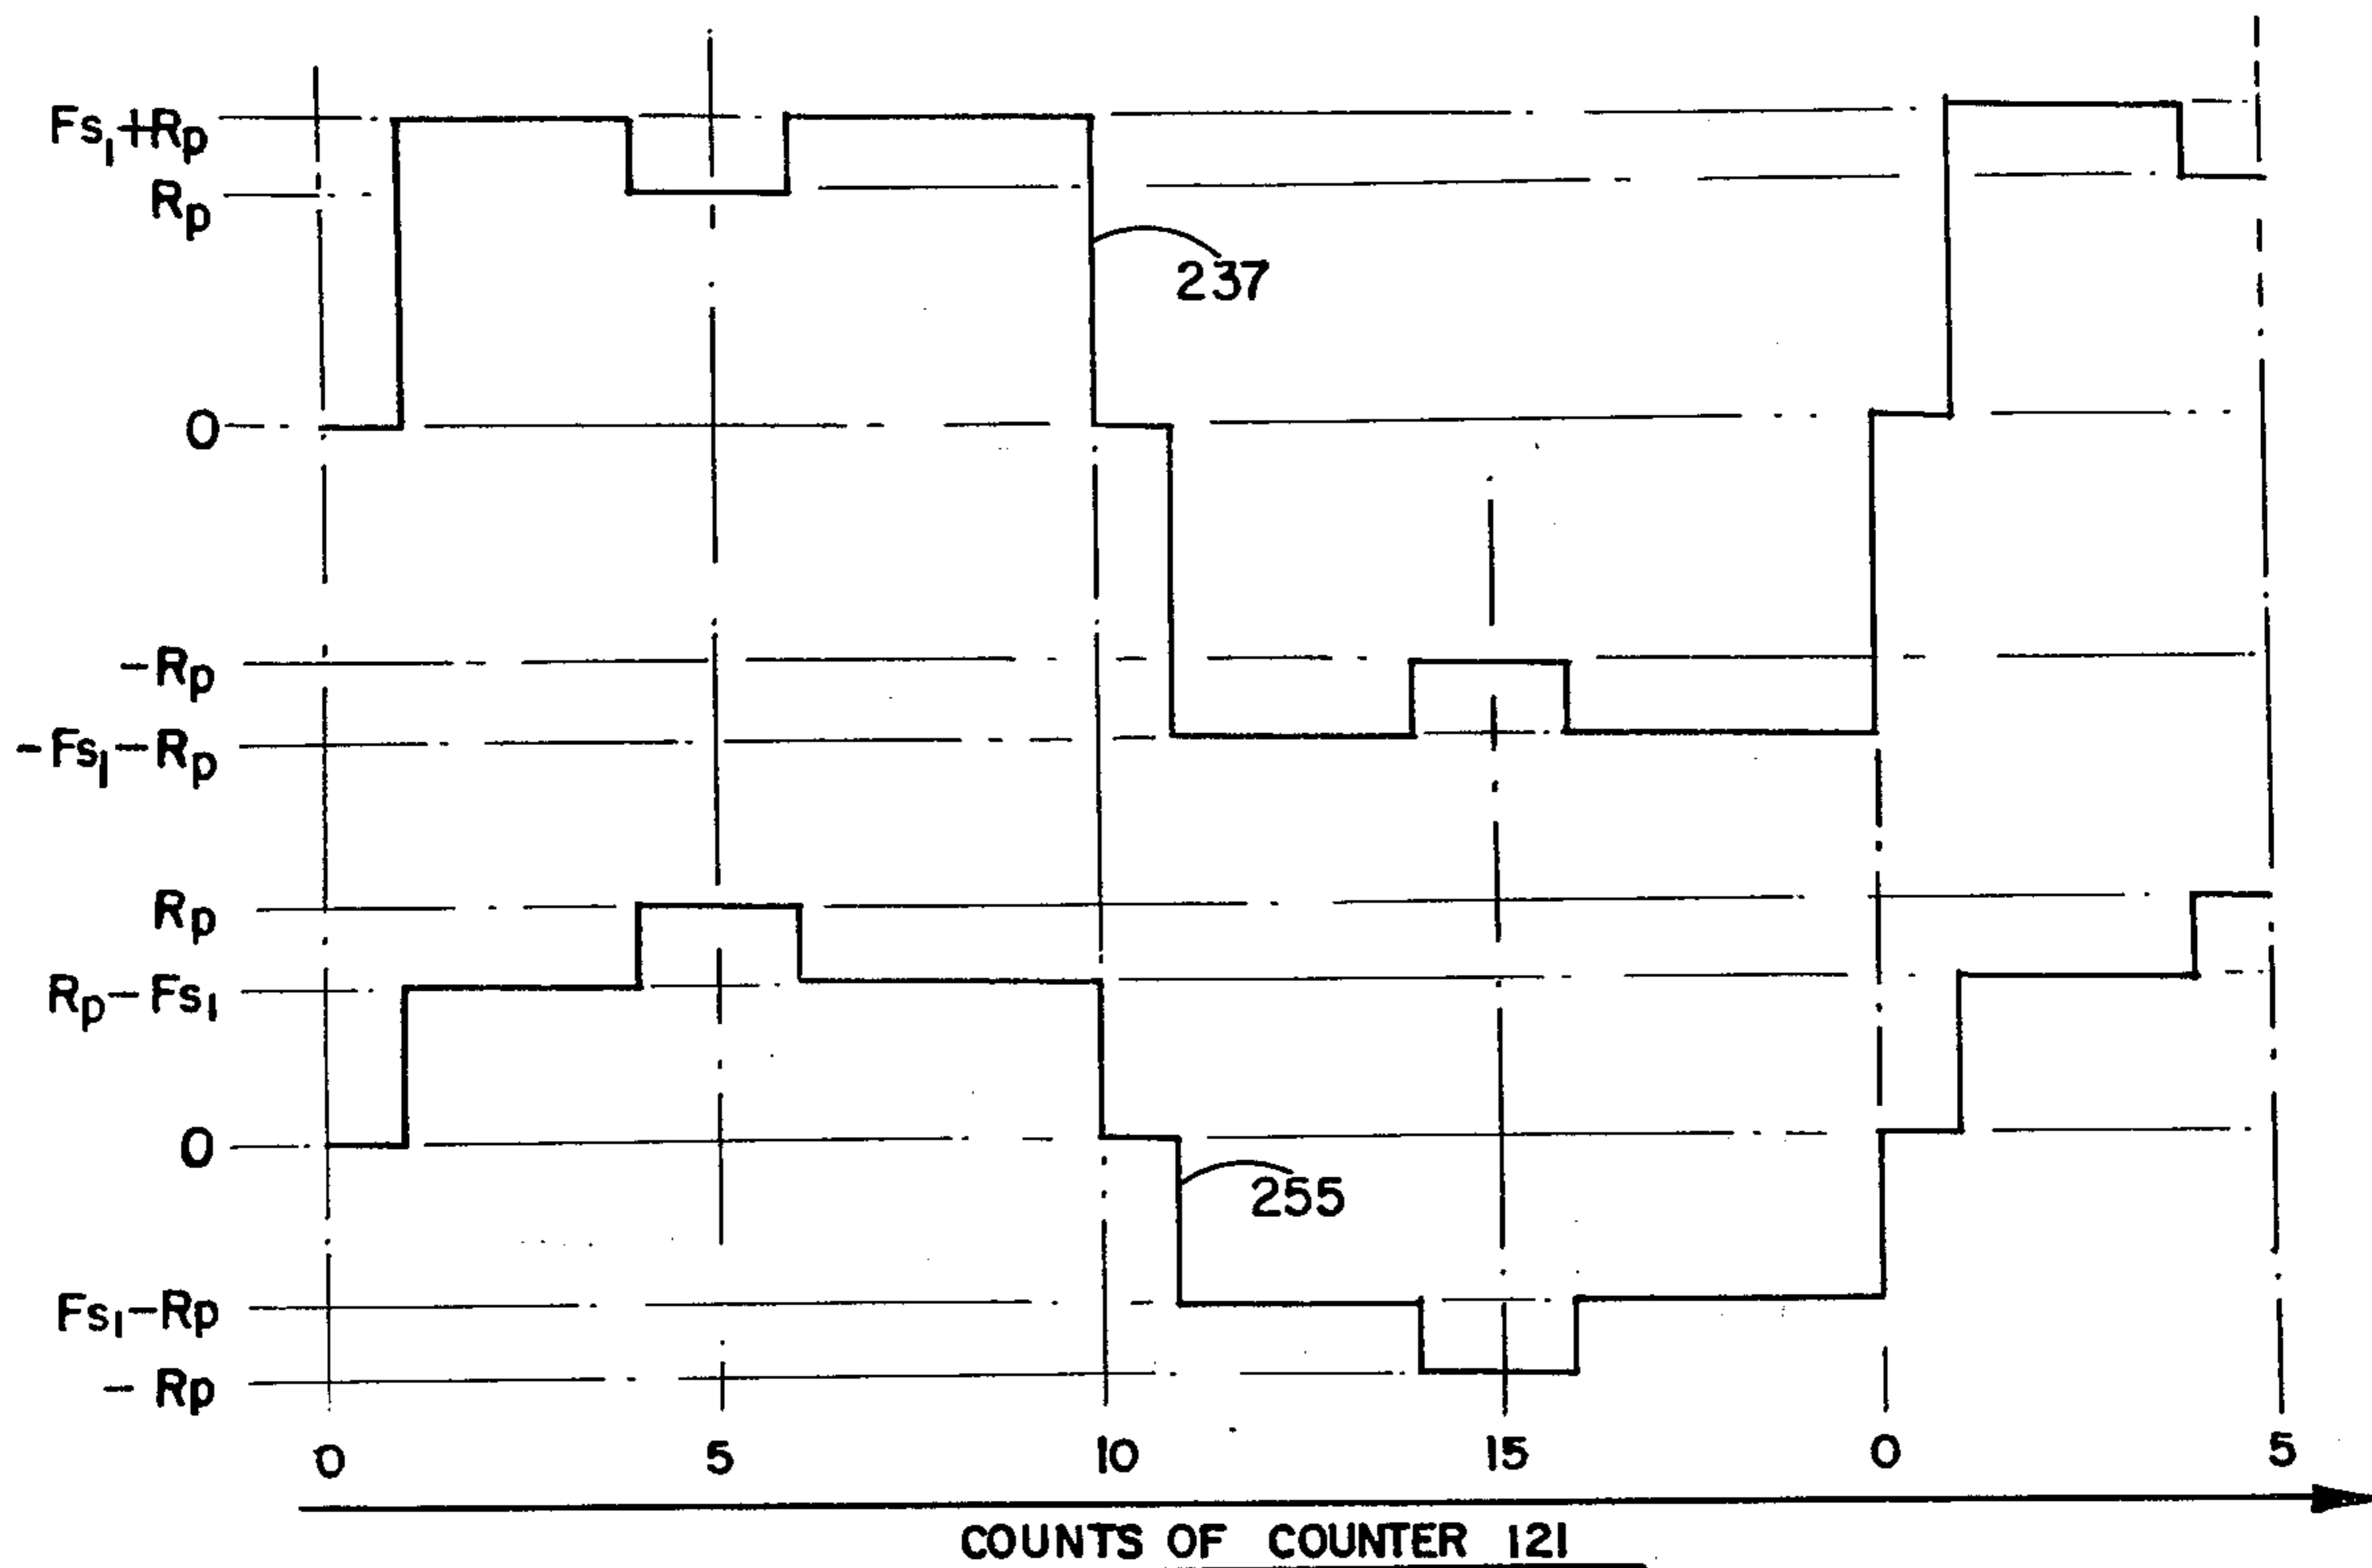 Fs₁+Rp
Rp
237
0
-Rp
-Fs₁-Rp
Rp
Rp-Fs₁
0
255
Fs₁-Rp
- Rp
0 5 10 15 0 5
COUNTS OF COUNTER 121